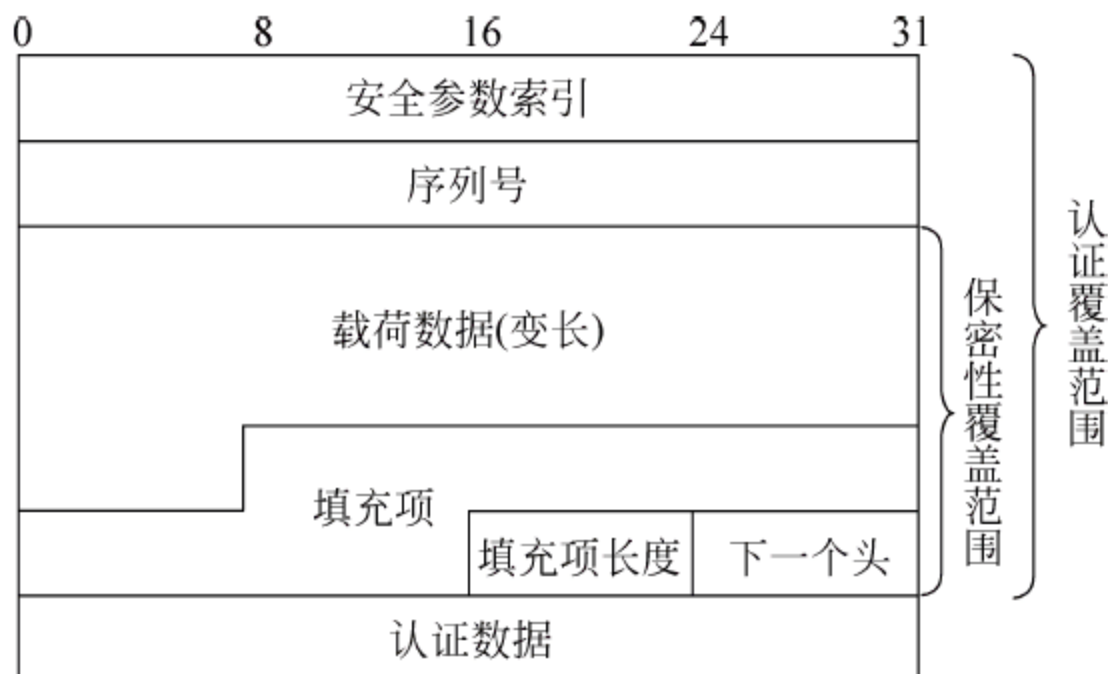 0 8 16 24 31
安全参数索引
序列号
载荷数据(变长)
填充项
填充项长度 下一个头
认证数据
保密性覆盖范围
认证覆盖范围